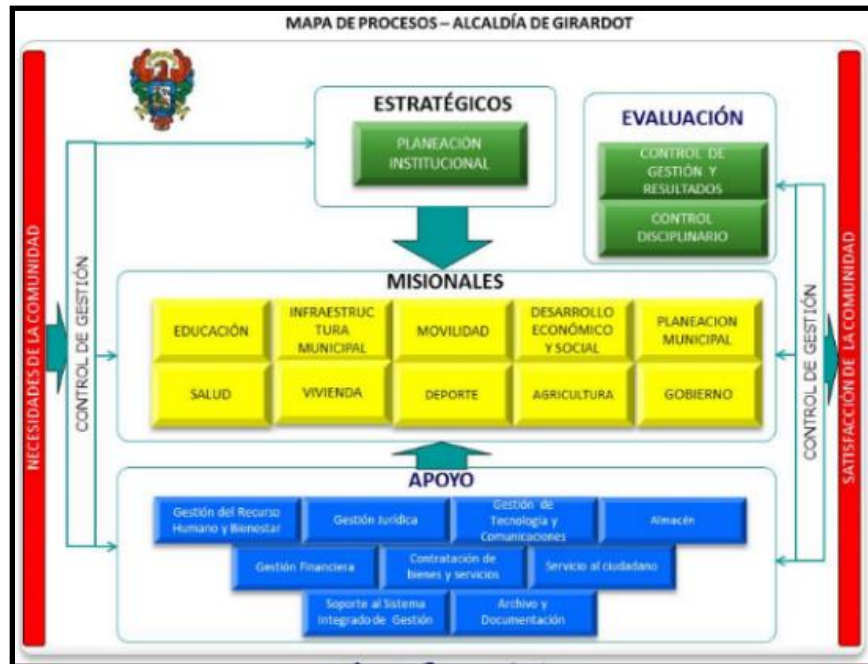 MAPA DE PROCESOS – ALCALDÍA DE GIRARDOT
NECESIDADES DE LA COMUNIDAD
CONTROL DE GESTIÓN
ESTRATÉGICOS
PLANEACIÓN
INSTITUCIONAL
EVALUACIÓN
CONTROL DE
GESTIÓN Y
RESULTADOS
CONTROL
DISCIPLINARIO
MISIONALES
EDUCACIÓN
INFRAESTRUC
TURA
MUNICIPAL
MOVILIDAD
DESARROLLO
ECONÓMICO
Y SOCIAL
PLANEACION
MUNICIPAL
SALUD
VIVIENDA
DEPORTE
AGRICULTURA
GOBIERNO
APOYO
Gestión del Recurso
Humano y Bienestar
Gestión Jurídica
Gestión de
Tecnología y
Comunicaciones
Almacén
Gestión Financiera
Contratación de
bienes y servicios
Servicio al ciudadano
Soporte al Sistema
Integrado de Gestión
Archivo y
Documentación
CONTROL DE GESTIÓN
SATISFACCIÓN DE LA COMUNIDAD